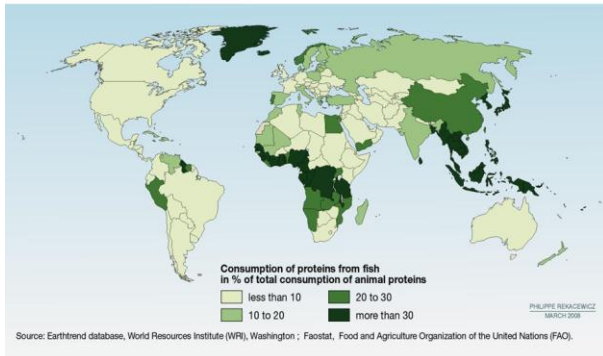 Consumption of proteins from fish
in % of total consumption of animal proteins
less than 10
10 to 20
20 to 30
more than 30
PHILIPPE REKACEWICZ
MARCH 2008
Source: Earthtrend database, World Resources Institute (WRI), Washington ; Faostat, Food and Agriculture Organization of the United Nations (FAO).